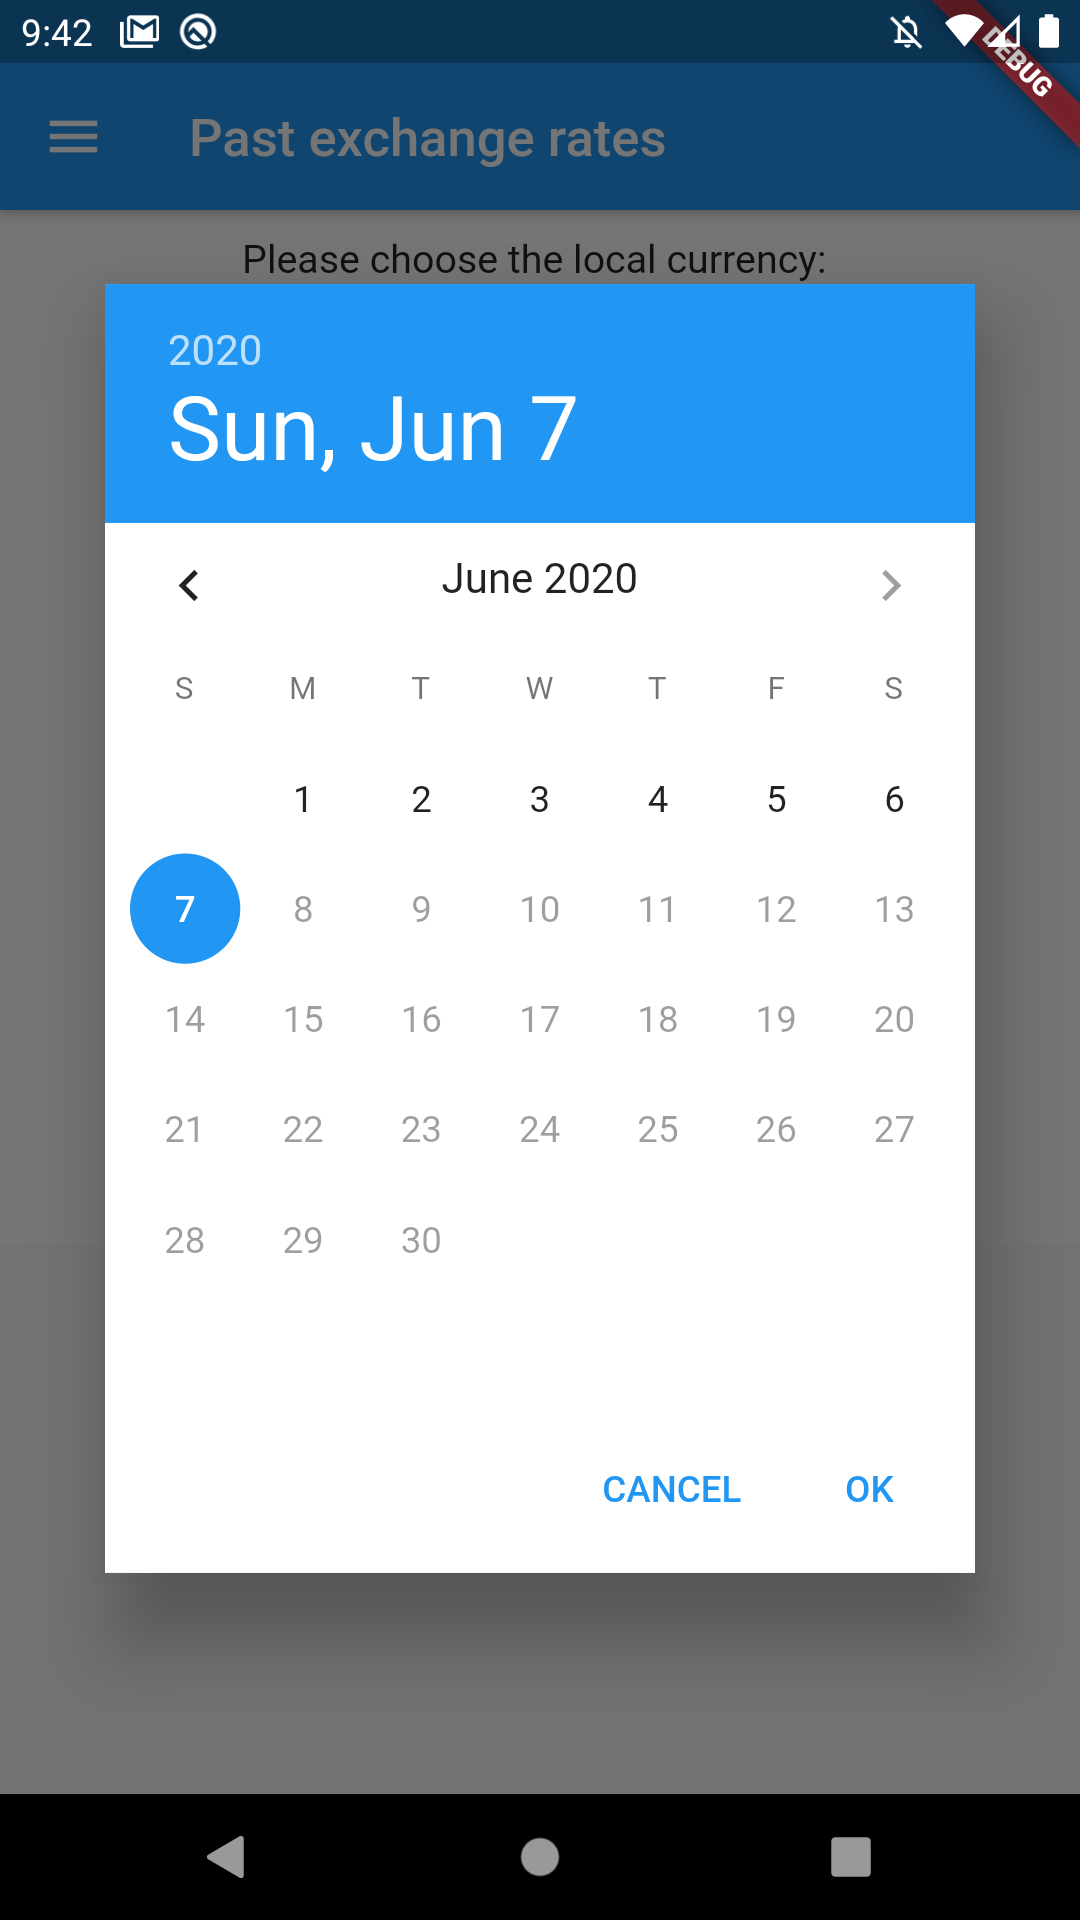 9:42
DEBUG
Past exchange rates
Please choose the local currency:
2020
Sun, Jun 7
June 2020
S M T W T F S
1 2 3 4 5 6
7 8 9 10 11 12 13
14 15 16 17 18 19 20
21 22 23 24 25 26 27
28 29 30
CANCEL OK